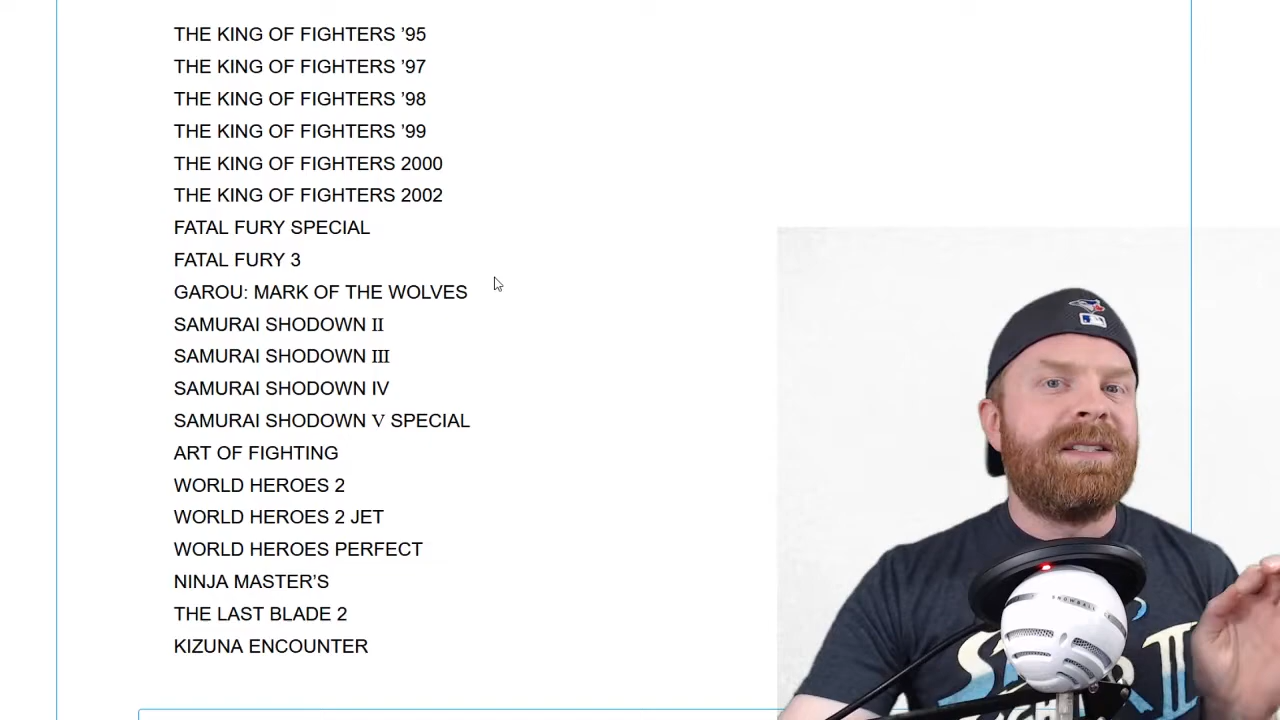 THE KING OF FIGHTERS ’95
THE KING OF FIGHTERS ’97
THE KING OF FIGHTERS ’98
THE KING OF FIGHTERS ’99
THE KING OF FIGHTERS 2000
THE KING OF FIGHTERS 2002
FATAL FURY SPECIAL
FATAL FURY 3
GAROU: MARK OF THE WOLVES
SAMURAI SHODOWN Ⅱ
SAMURAI SHODOWN Ⅲ
SAMURAI SHODOWN IV
SAMURAI SHODOWN Ⅴ SPECIAL
ART OF FIGHTING
WORLD HEROES 2
WORLD HEROES 2 JET
WORLD HEROES PERFECT
NINJA MASTER’S
THE LAST BLADE 2
KIZUNA ENCOUNTER
SNOWBALL